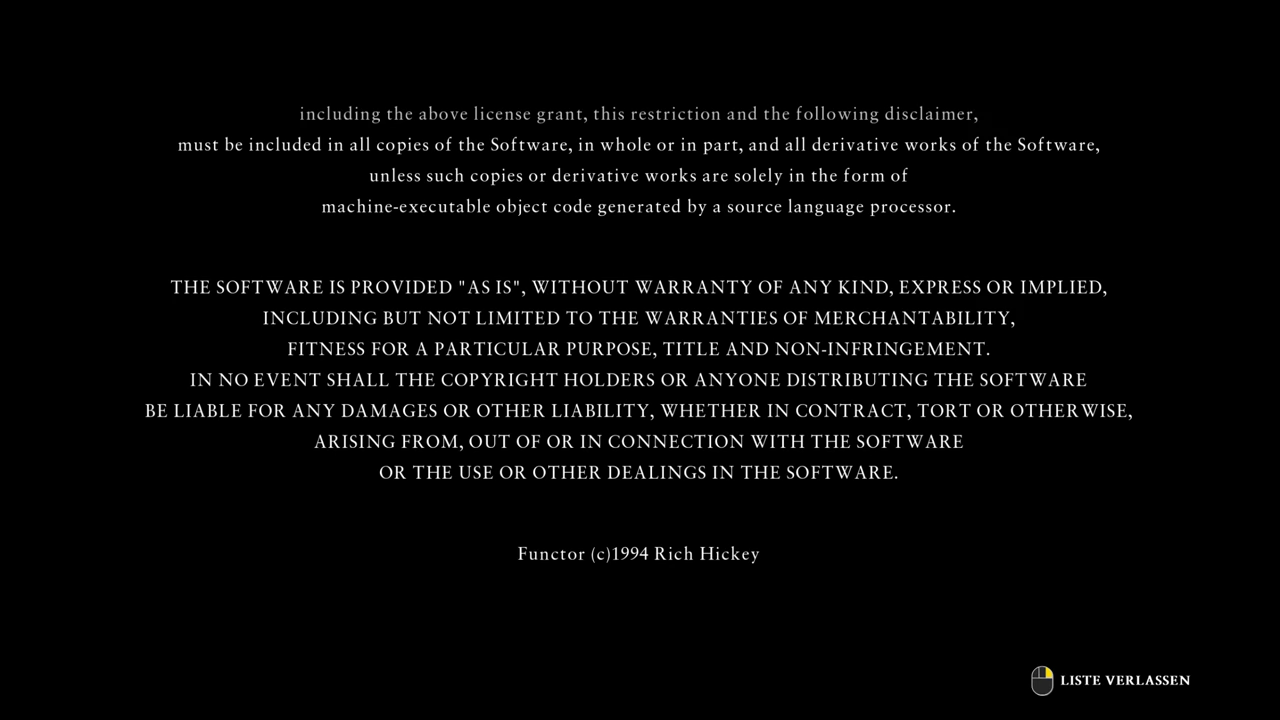 including the above license grant, this restriction and the following disclaimer,
must be included in all copies of the Software, in whole or in part, and all derivative works of the Software,
unless such copies or derivative works are solely in the form of
machine-executable object code generated by a source language processor.
THE SOFTWARE IS PROVIDED "AS IS", WITHOUT WARRANTY OF ANY KIND, EXPRESS OR IMPLIED,
INCLUDING BUT NOT LIMITED TO THE WARRANTIES OF MERCHANTABILITY,
FITNESS FOR A PARTICULAR PURPOSE, TITLE AND NON-INFRINGEMENT.
IN NO EVENT SHALL THE COPYRIGHT HOLDERS OR ANYONE DISTRIBUTING THE SOFTWARE
BE LIABLE FOR ANY DAMAGES OR OTHER LIABILITY, WHETHER IN CONTRACT, TORT OR OTHERWISE,
ARISING FROM, OUT OF OR IN CONNECTION WITH THE SOFTWARE
OR THE USE OR OTHER DEALINGS IN THE SOFTWARE.
Functor (c)1994 Rich Hickey
LISTE VERLASSEN